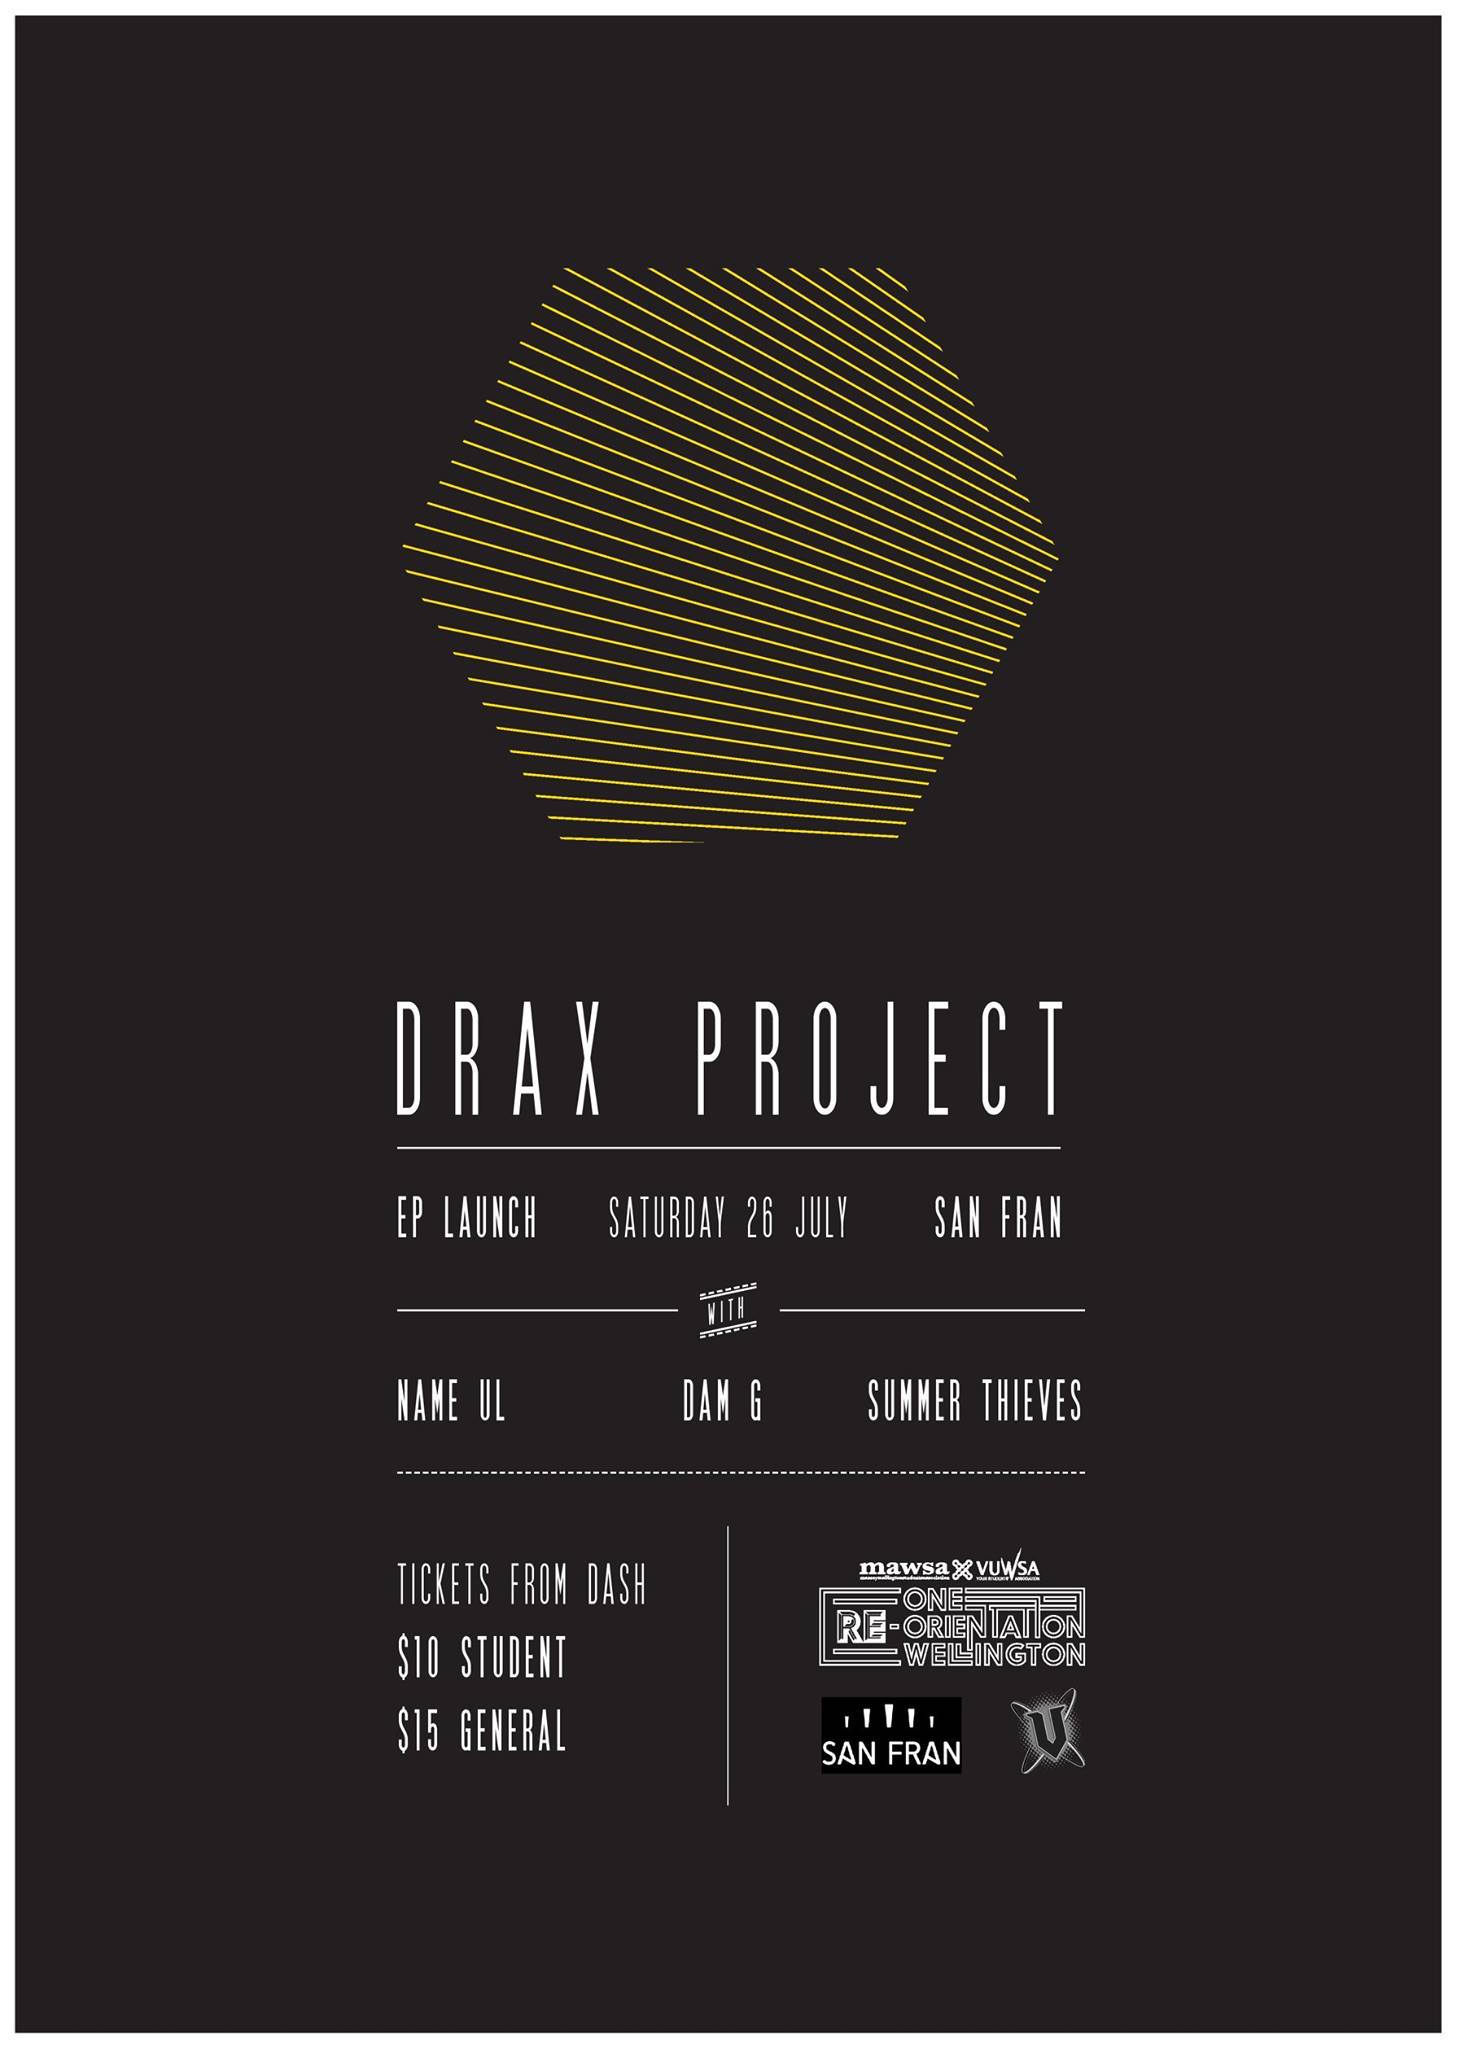 DRAX PROJECT
EP LAUNCH SATURDAY 26 JULY SAN FRAN
WITH
NAME UL DAM G SUMMER THIEVES
TICKETS FROM DASH
$10 STUDENT
$15 GENERAL
mawsa VUWSA
ONE
RE-ORIENTATION
WELLINGTON
SAN FRAN
V